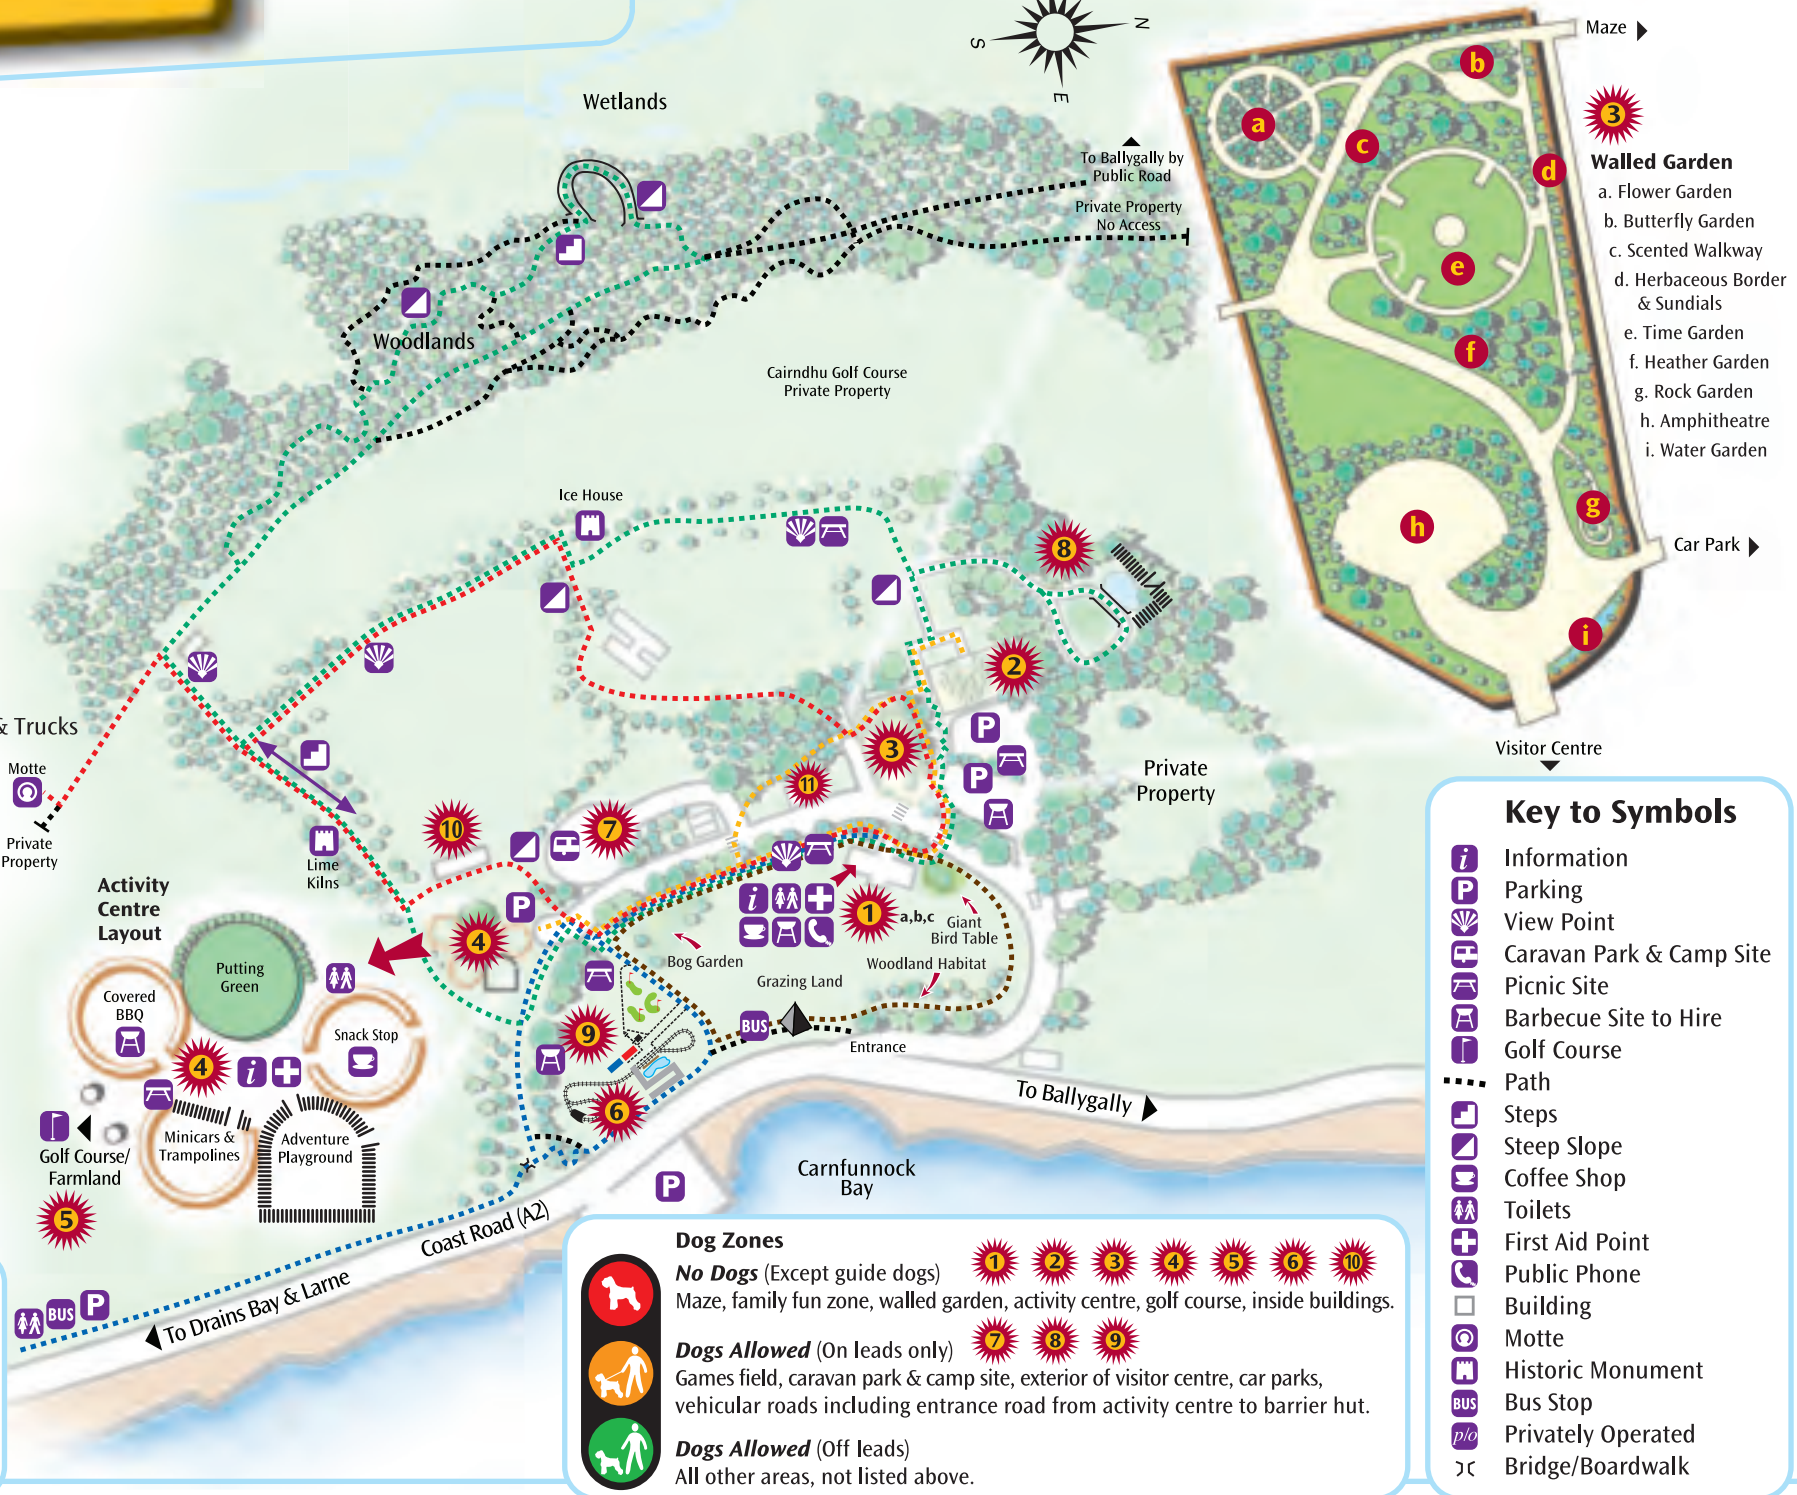 N
S
E
Wetlands
To Ballygally by
Public Road
Private Property
No Access
Woodlands
Cairndhu Golf Course
Private Property
Ice House
8
2
P
P
3
11
Private
Property
& Trucks
Motte
Private
Property
Lime
Kilns
10
7
P
4
i
1
a,b,c
Giant
Bird Table
Bog Garden
Woodland Habitat
Grazing Land
BUS
Entrance
9
6
Activity
Centre
Layout
Putting
Green
Covered
BBQ
Snack Stop
4
i
Minicars &
Trampolines
Adventure
Playground
Golf Course/
Farmland
5
BUS
P
To Drains Bay & Larne
Coast Road (A2)
P
To Ballygally
Carnfunnock
Bay
Maze
a
b
c
d
e
f
g
h
i
Car Park
Visitor Centre
3
Walled Garden
a. Flower Garden
b. Butterfly Garden
c. Scented Walkway
d. Herbaceous Border
& Sundials
e. Time Garden
f. Heather Garden
g. Rock Garden
h. Amphitheatre
i. Water Garden
Dog Zones
No Dogs (Except guide dogs) 1 2 3 4 5 6 10
Maze, family fun zone, walled garden, activity centre, golf course, inside buildings.
Dogs Allowed (On leads only) 7 8 9
Games field, caravan park & camp site, exterior of visitor centre, car parks,
vehicular roads including entrance road from activity centre to barrier hut.
Dogs Allowed (Off leads)
All other areas, not listed above.
Key to Symbols
i Information
P Parking
View Point
Caravan Park & Camp Site
Picnic Site
Barbecue Site to Hire
Golf Course
Path
Steps
Steep Slope
Coffee Shop
Toilets
First Aid Point
Public Phone
Building
Motte
Historic Monument
BUS Bus Stop
p/o Privately Operated
Bridge/Boardwalk